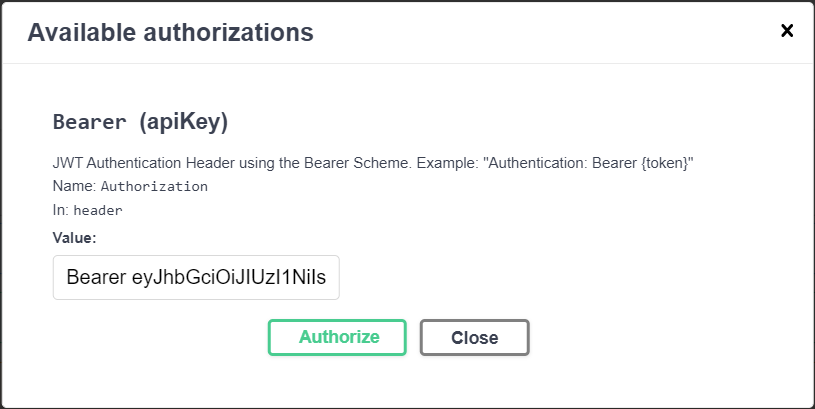 Available authorizations
Bearer (apiKey)
JWT Authentication Header using the Bearer Scheme. Example: "Authentication: Bearer {token}"
Name: Authorization
In: header
Value:
Bearer eyJhbGciOiJIUzI1NiIs
Authorize Close